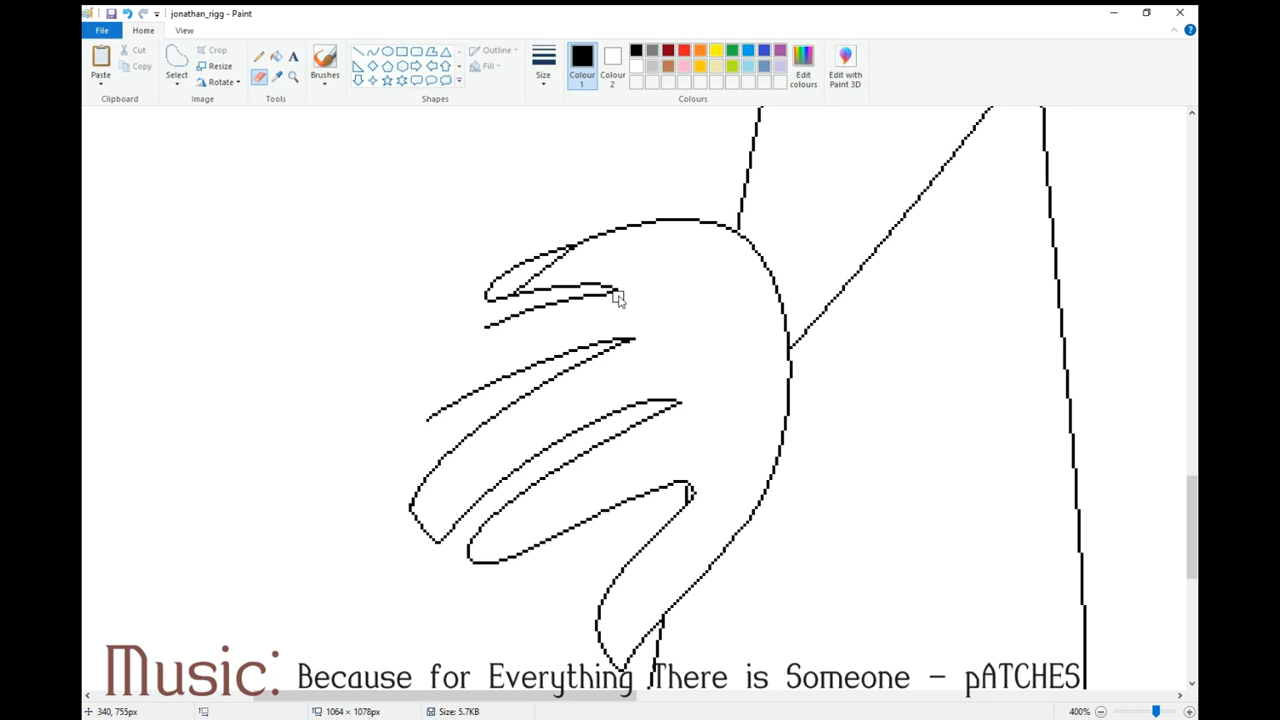 jonathan_rigg - Paint
File Home View
Paste Cut Copy Clipboard
Select Crop Resize Rotate Image
A Tools
Brushes
Outline Fill Shapes
Size
Colour 1 Colour 2 Edit colours Colours
Edit with Paint 3D
Music: Because for Everything There is Someone - pATCHES
340, 755px 1064 × 1078px Size: 5.7KB 400%